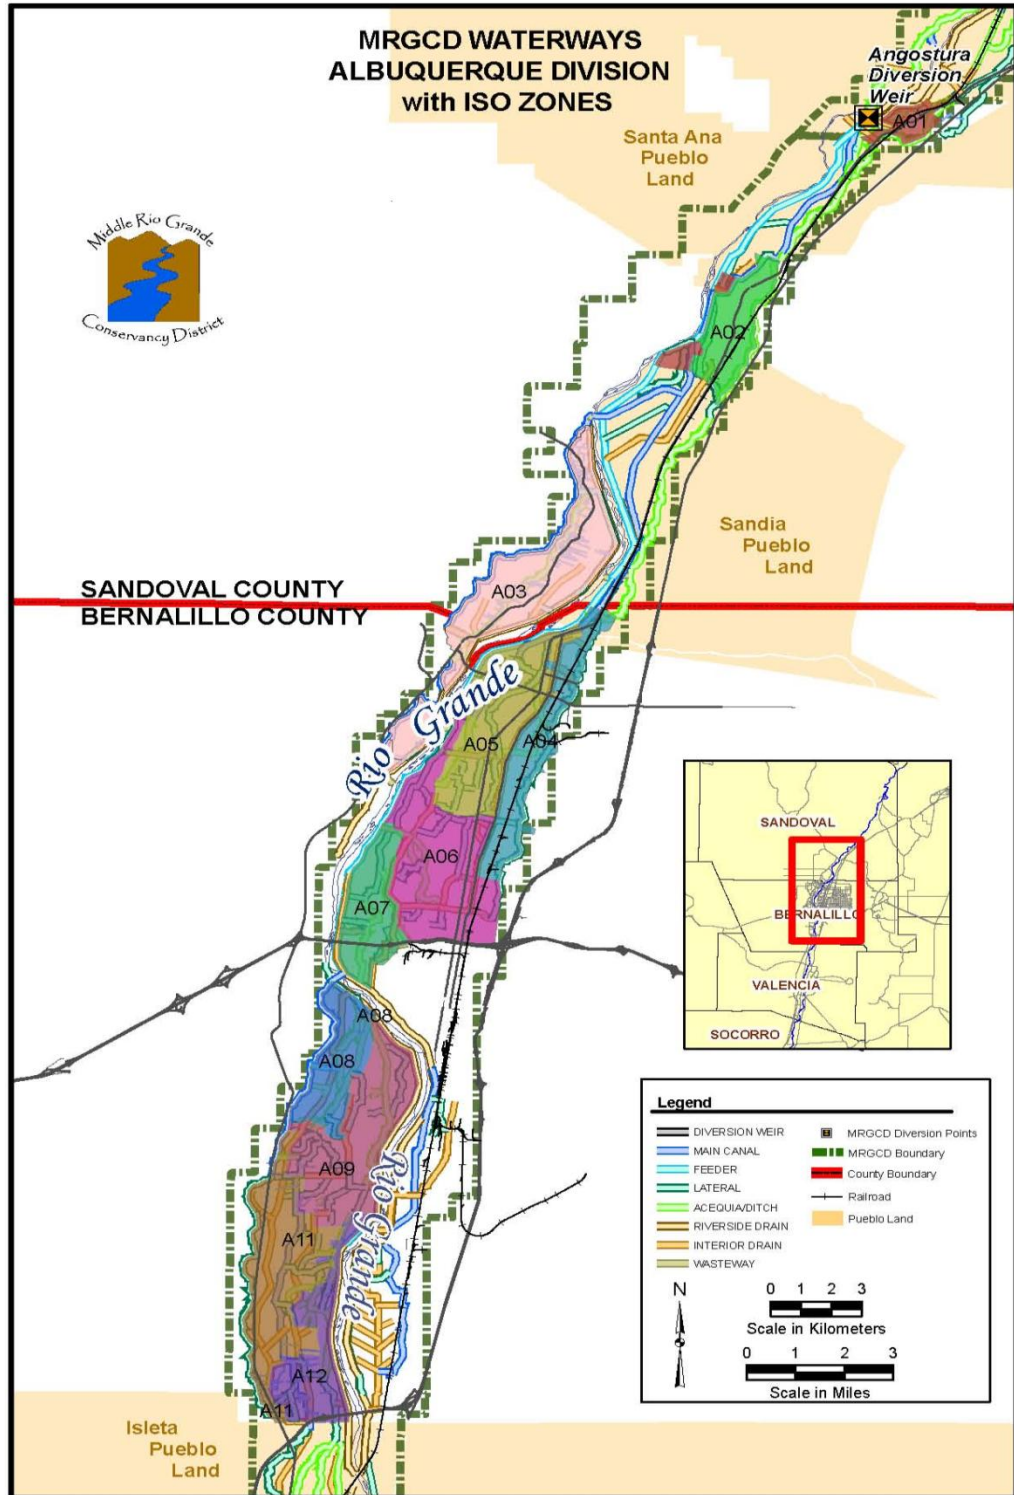 MRGCD WATERWAYS
ALBUQUERQUE DIVISION
with ISO ZONES
Angostura
Diversion
Weir
A01
Santa Ana
Pueblo
Land
Middle Rio Grande
Conservancy District
A02
Sandia
Pueblo
Land
SANDOVAL COUNTY
BERNALILLO COUNTY
A03
Rio Grande
A05
A04
A06
A07
A08
A08
A09
Rio Grande
A11
A12
A11
Isleta
Pueblo
Land
SANDOVAL
BERNALILLO
VALENCIA
SOCORRO
Legend
DIVERSION WEIR
MAIN CANAL
FEEDER
LATERAL
ACEQUIA/DITCH
RIVERSIDE DRAIN
INTERIOR DRAIN
WASTEWAY
MRGCD Diversion Points
MRGCD Boundary
County Boundary
Railroad
Pueblo Land
N
0 1 2 3
Scale in Kilometers
0 1 2 3
Scale in Miles